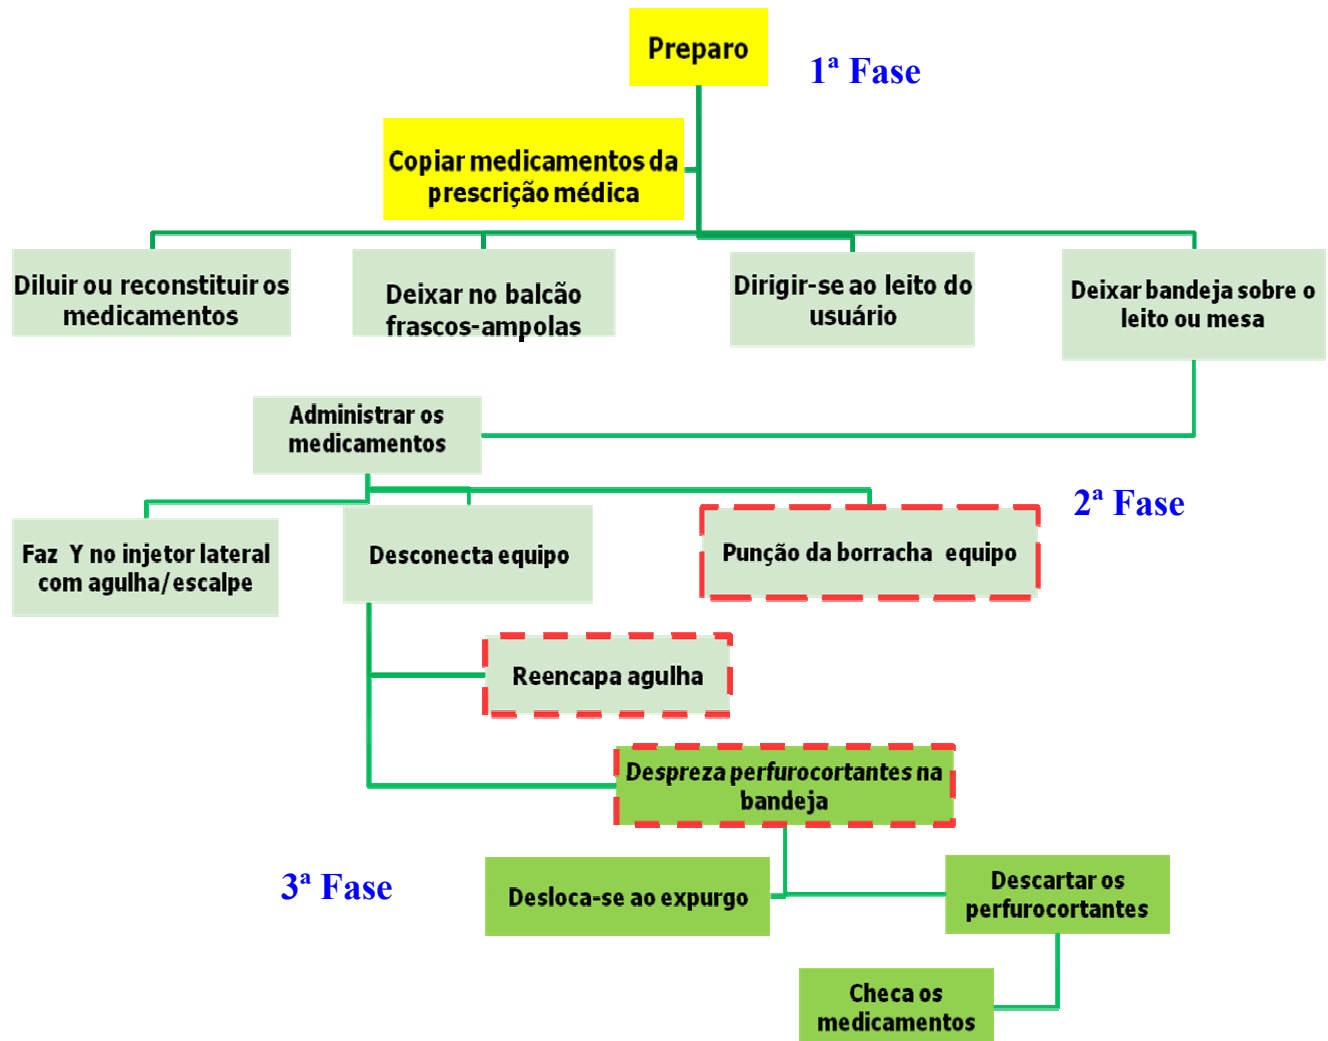 Preparo
1ª Fase
Copiar medicamentos da
prescrição médica
Diluir ou reconstituir os
medicamentos
Deixar no balcão
frascos-ampolas
Dirigir-se ao leito do
usuário
Deixar bandeja sobre o
leito ou mesa
Administrar os
medicamentos
2ª Fase
Faz Y no injetor lateral
com agulha/escalpe
Desconecta equipo
Punção da borracha equipo
Reencapa agulha
Despreza perfurocortantes na
bandeja
3ª Fase
Desloca-se ao expurgo
Descartar os
perfurocortantes
Checa os
medicamentos